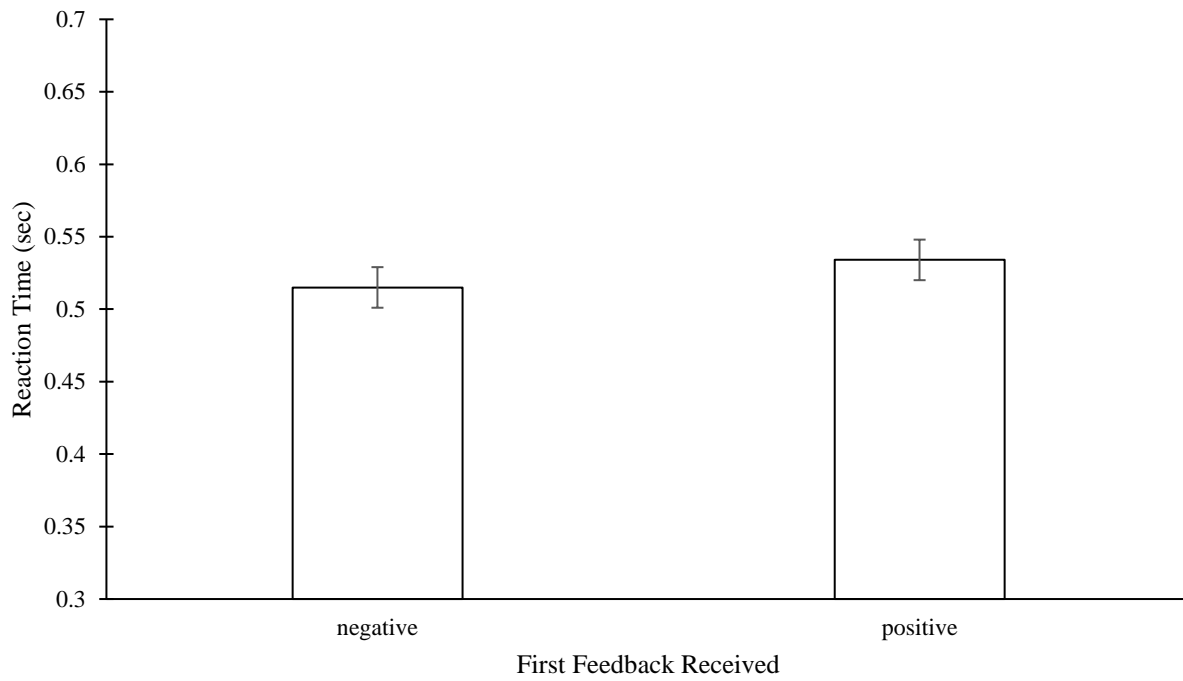 0.7
0.65
0.6
0.55
0.5
0.45
0.4
0.35
0.3
Reaction Time (sec)
negative
positive
First Feedback Received